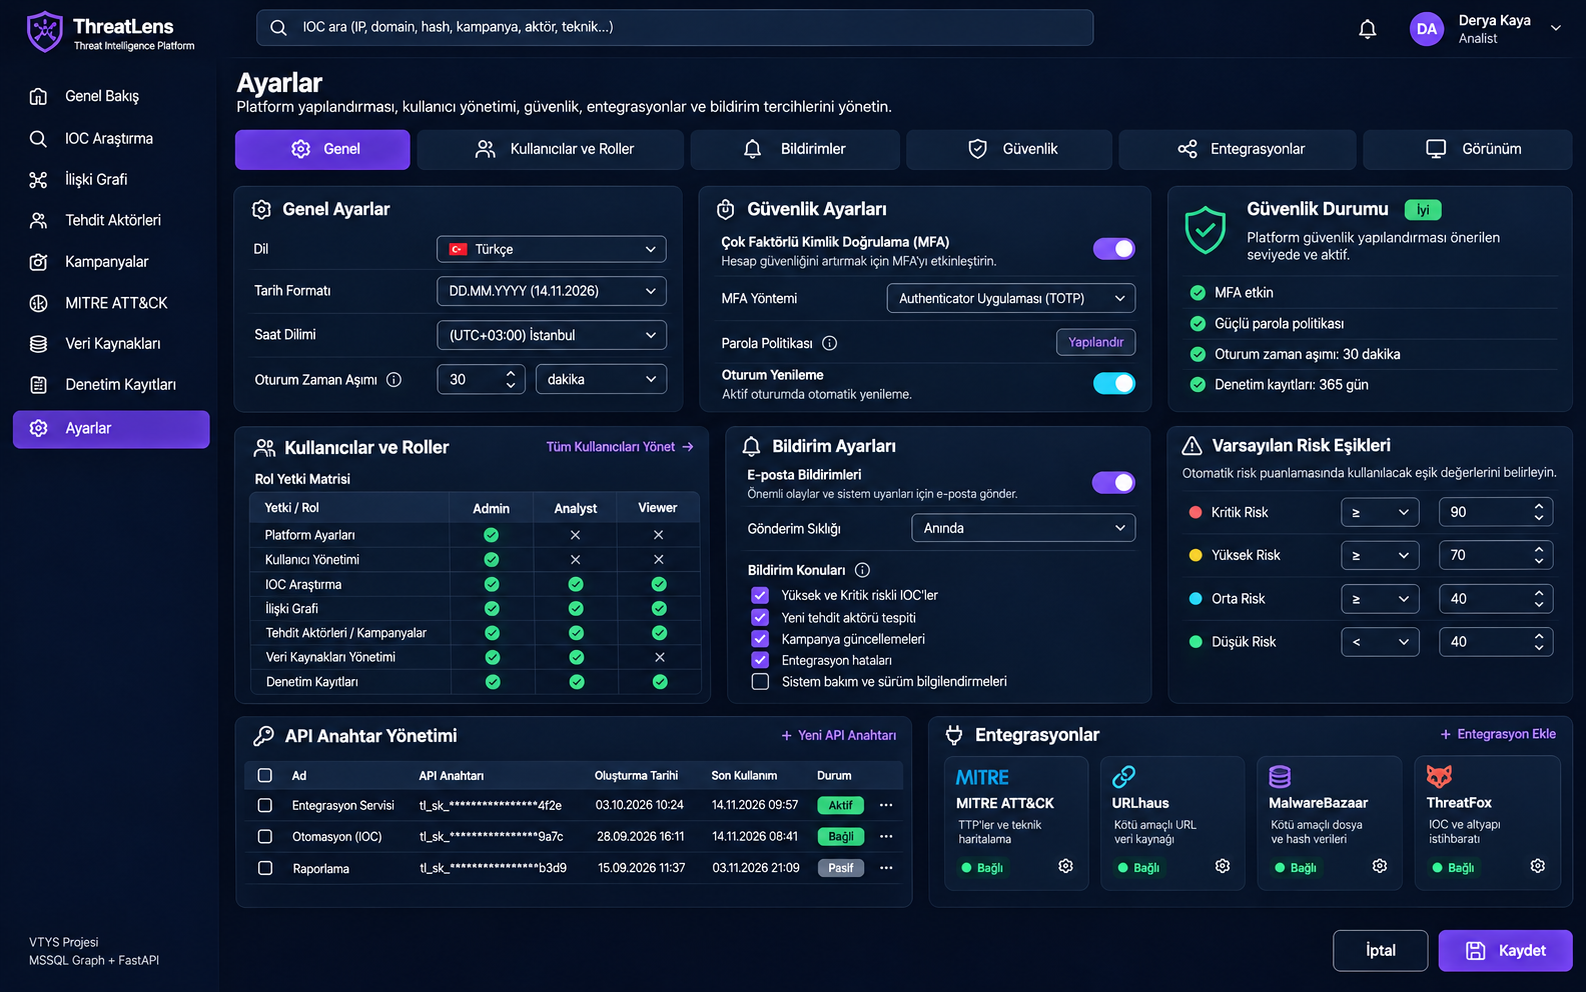 ThreatLens
Threat Intelligence Platform
IOC ara (IP, domain, hash, kampanya, aktör, teknik...)
DA
Derya Kaya
Analist
Genel Bakış
IOC Araştırma
İlişki Grafi
Tehdit Aktörleri
Kampanyalar
MITRE ATT&CK
Veri Kaynakları
Denetim Kayıtları
Ayarlar
VTYS Projesi
MSSQL Graph + FastAPI
Ayarlar
Platform yapılandırması, kullanıcı yönetimi, güvenlik, entegrasyonlar ve bildirim tercihlerini yönetin.
Genel
Kullanıcılar ve Roller
Bildirimler
Güvenlik
Entegrasyonlar
Görünüm
Genel Ayarlar
Dil
Türkçe
Tarih Formatı
DD.MM.YYYY (14.11.2026)
Saat Dilimi
(UTC+03:00) İstanbul
Oturum Zaman Aşımı
30
dakika
Güvenlik Ayarları
Çok Faktörlü Kimlik Doğrulama (MFA)
Hesap güvenliğini artırmak için MFA'yı etkinleştirin.
MFA Yöntemi
Authenticator Uygulaması (TOTP)
Parola Politikası
Yapılandır
Oturum Yenileme
Aktif oturumda otomatik yenileme.
Güvenlik Durumu
İyi
Platform güvenlik yapılandırması önerilen
seviyede ve aktif.
MFA etkin
Güçlü parola politikası
Oturum zaman aşımı: 30 dakika
Denetim kayıtları: 365 gün
Kullanıcılar ve Roller
Tüm Kullanıcıları Yönet →
Rol Yetki Matrisi
Yetki / Rol Admin Analyst Viewer
Platform Ayarları
Kullanıcı Yönetimi
IOC Araştırma
İlişki Grafi
Tehdit Aktörleri / Kampanyalar
Veri Kaynakları Yönetimi
Denetim Kayıtları
Bildirim Ayarları
E-posta Bildirimleri
Önemli olaylar ve sistem uyarıları için e-posta gönder.
Gönderim Sıklığı
Anında
Bildirim Konuları
Yüksek ve Kritik riskli IOC'ler
Yeni tehdit aktörü tespiti
Kampanya güncellemeleri
Entegrasyon hataları
Sistem bakım ve sürüm bilgilendirmeleri
Varsayılan Risk Eşikleri
Otomatik risk puanlamasında kullanılacak eşik değerlerini belirleyin.
Kritik Risk ≥ 90
Yüksek Risk ≥ 70
Orta Risk ≥ 40
Düşük Risk < 40
API Anahtar Yönetimi
+ Yeni API Anahtarı
Ad API Anahtarı Oluşturma Tarihi Son Kullanım Durum
Entegrasyon Servisi tl_sk_****************4f2e 03.10.2026 10:24 14.11.2026 09:57 Aktif ...
Otomasyon (IOC) tl_sk_****************9a7c 28.09.2026 16:11 14.11.2026 08:41 Bağlı ...
Raporlama tl_sk_****************b3d9 15.09.2026 11:37 03.11.2026 21:09 Pasif ...
Entegrasyonlar
+ Entegrasyon Ekle
MITRE
MITRE ATT&CK
TTP'ler ve teknik
haritalama
Bağlı
URLhaus
Kötü amaçlı URL
veri kaynağı
Bağlı
MalwareBazaar
Kötü amaçlı dosya
ve hash verileri
Bağlı
ThreatFox
IOC ve altyapı
istihbaratı
Bağlı
İptal
Kaydet